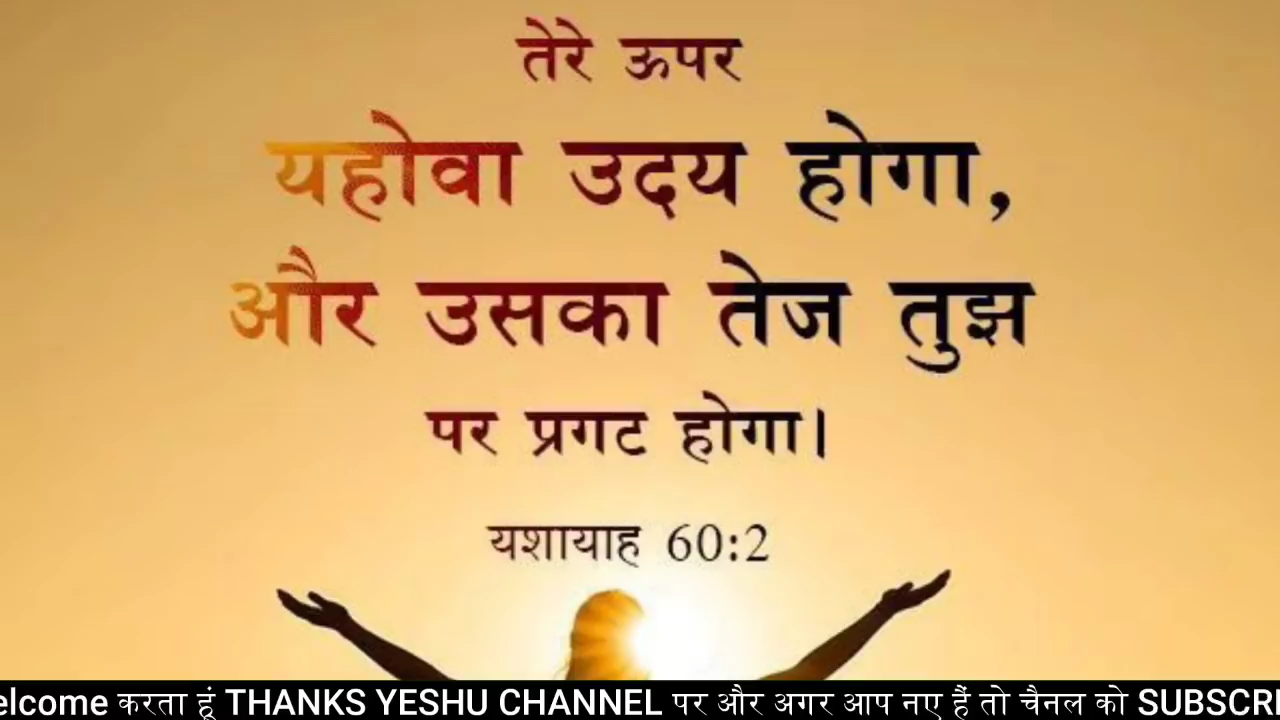 तेरे ऊपर
यहोवा उदय होगा,
और उसका तेज तुझ
पर प्रगट होगा।
यशायाह 60:2
elcome करता हूं THANKS YESHU CHANNEL पर और अगर आप नए हैं तो चैनल को SUBSCRI